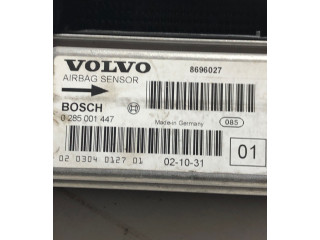 VOLVO
8696027
AIRBAG SENSOR
BOSCH
0 285 001 447
Made in Germany
085
02 0304 0127 01
02-10-31
01